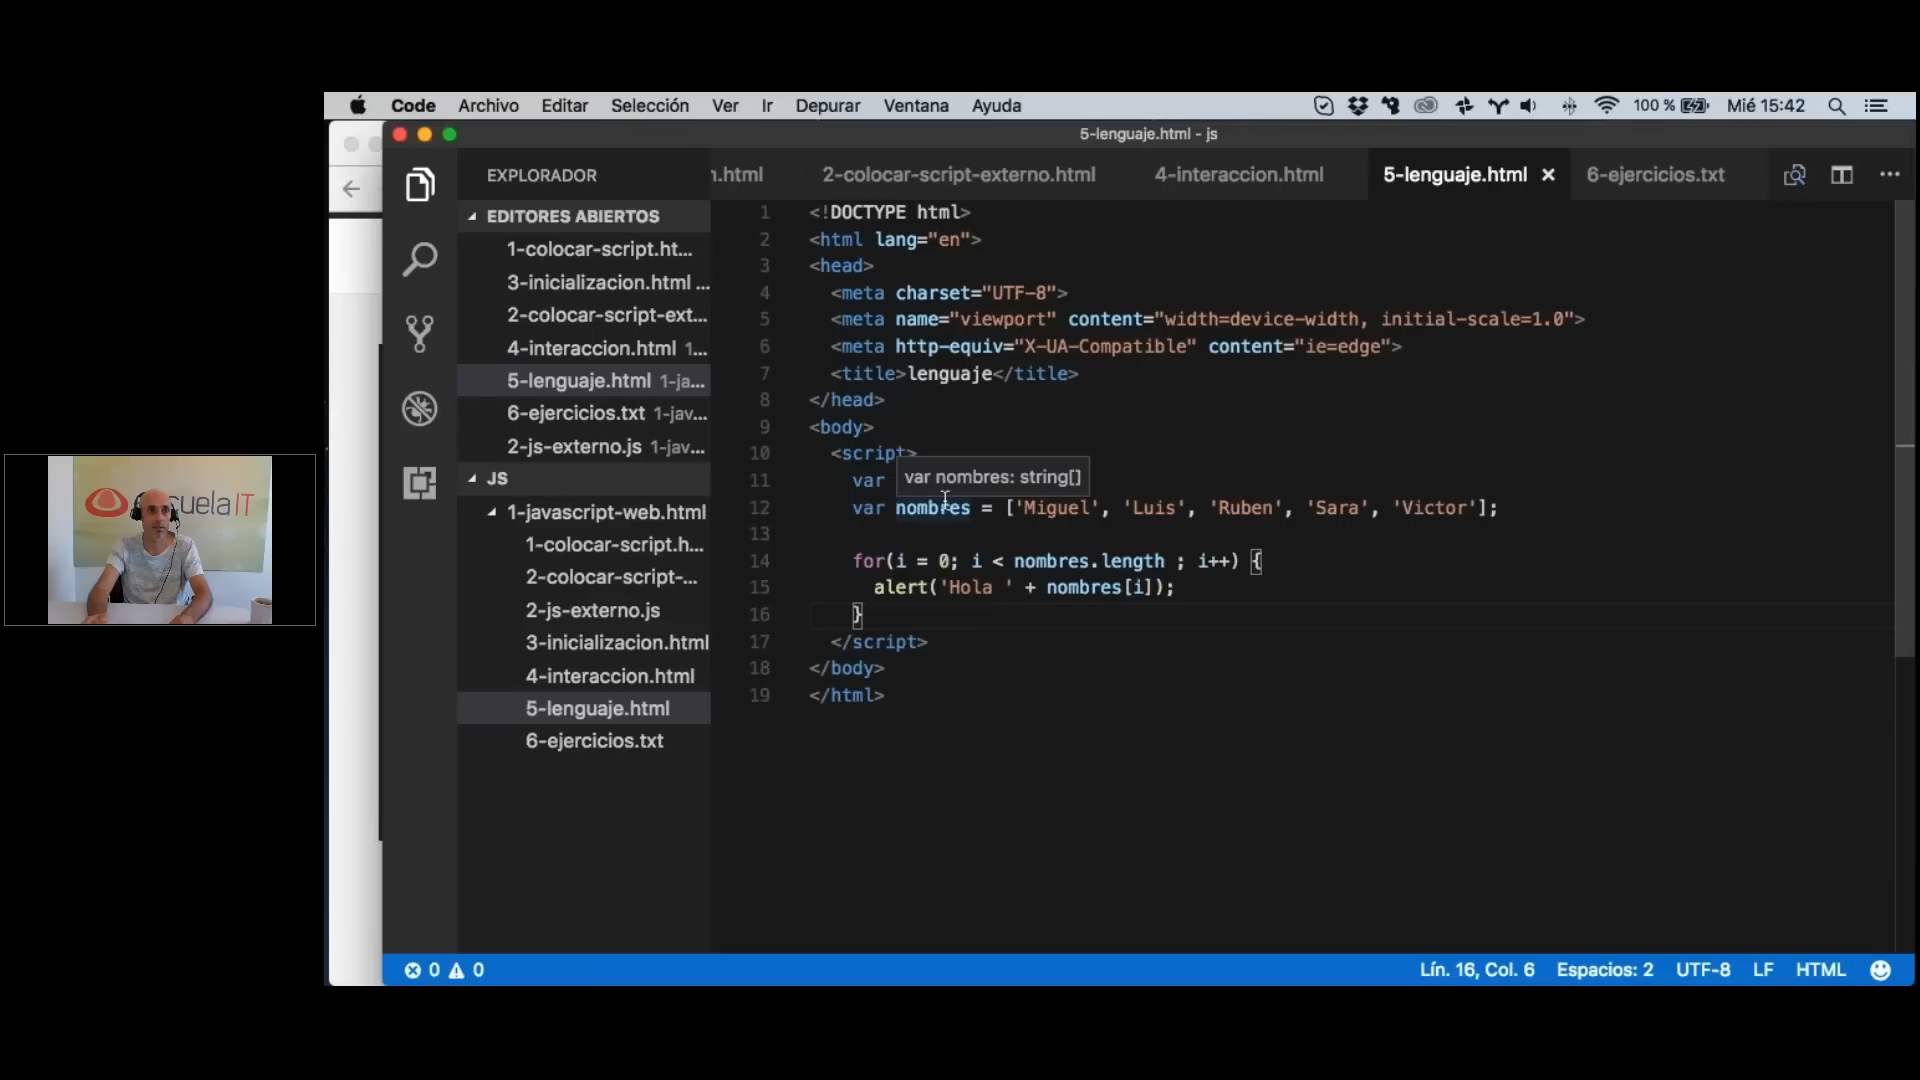 Code Archivo Editar Selección Ver Ir Depurar Ventana Ayuda 100 % Mié 15:42
5-lenguaje.html - js
EXPLORADOR
n.html 2-colocar-script-externo.html 4-interaccion.html 5-lenguaje.html 6-ejercicios.txt
EDITORES ABIERTOS
1-colocar-script.ht...
3-inicializacion.html ...
2-colocar-script-ext...
4-interaccion.html 1...
5-lenguaje.html 1-ja...
6-ejercicios.txt 1-jav...
2-js-externo.js 1-jav...
JS
1-javascript-web.html
1-colocar-script.h...
2-colocar-script-...
2-js-externo.js
3-inicializacion.html
4-interaccion.html
5-lenguaje.html
6-ejercicios.txt
1 <!DOCTYPE html>
2 <html lang="en">
3 <head>
4 <meta charset="UTF-8">
5 <meta name="viewport" content="width=device-width, initial-scale=1.0">
6 <meta http-equiv="X-UA-Compatible" content="ie=edge">
7 <title>lenguaje</title>
8 </head>
9 <body>
10 <script>
var nombres: string[]
11 var
12 var nombres = ['Miguel', 'Luis', 'Ruben', 'Sara', 'Victor'];
13
14 for(i = 0; i < nombres.length ; i++) {
15 alert('Hola ' + nombres[i]);
16 }
17 </script>
18 </body>
19 </html>
0 0 Lín. 16, Col. 6 Espacios: 2 UTF-8 LF HTML